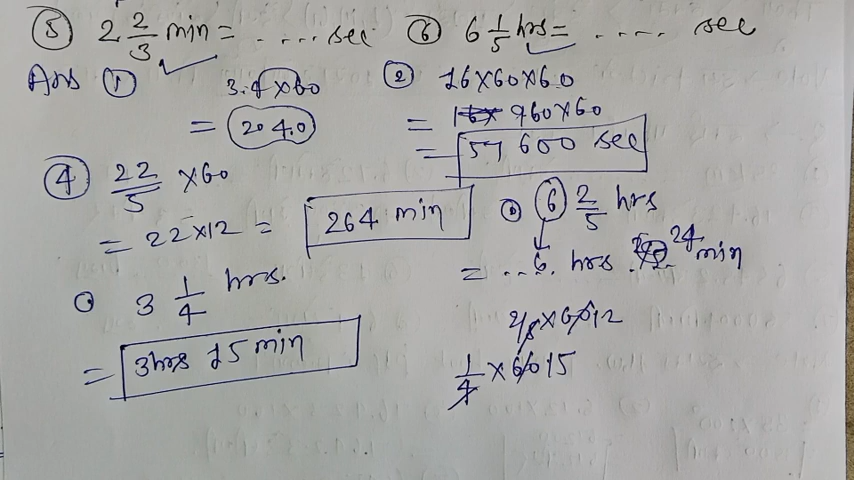 ⑤ 2 2/3 min = . .... sec ⑥ 6 1/5 hrs = ..... sec
Ans ① 3.4 × 60 ② 16×60×60
= 204.0 = 960×60
= 57600 sec
④ 22/5 × 60
= 22×12 = 264 min 6 2/5 hrs
= ... 6. hrs . 24 min
3 1/4 hrs.
2/5 × 60 12
= 3hrs 15 min 1/4 × 60 15